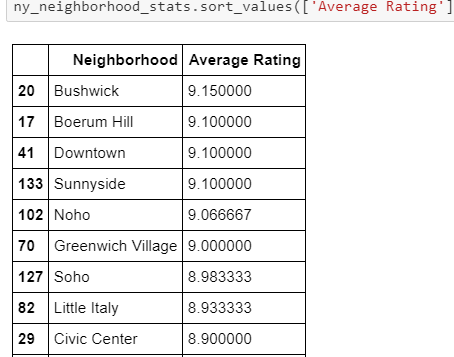 ny_neighborhood_stats.sort_values(['Average Rating']
Neighborhood Average Rating
20 Bushwick 9.150000
17 Boerum Hill 9.100000
41 Downtown 9.100000
133 Sunnyside 9.100000
102 Noho 9.066667
70 Greenwich Village 9.000000
127 Soho 8.983333
82 Little Italy 8.933333
29 Civic Center 8.900000